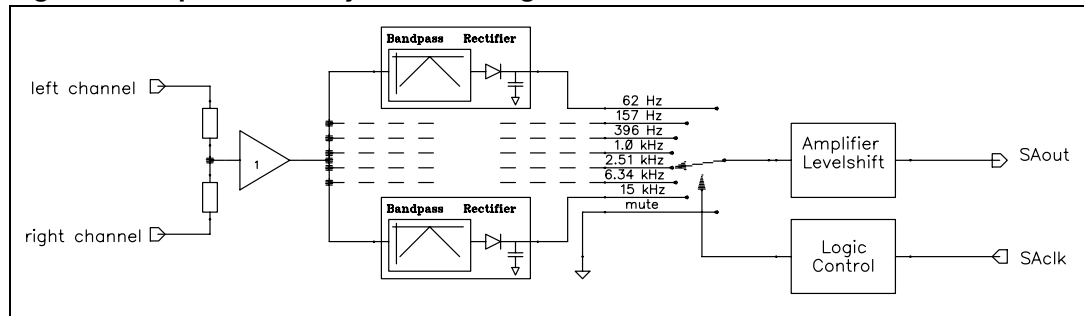 Bandpass Rectifier
left channel
62 Hz
157 Hz
396 Hz
1.0 kHz
2.51 kHz
6.34 kHz
15 kHz
mute
1
Amplifier
Levelshift
SAout
Bandpass Rectifier
right channel
Logic
Control
SAclk